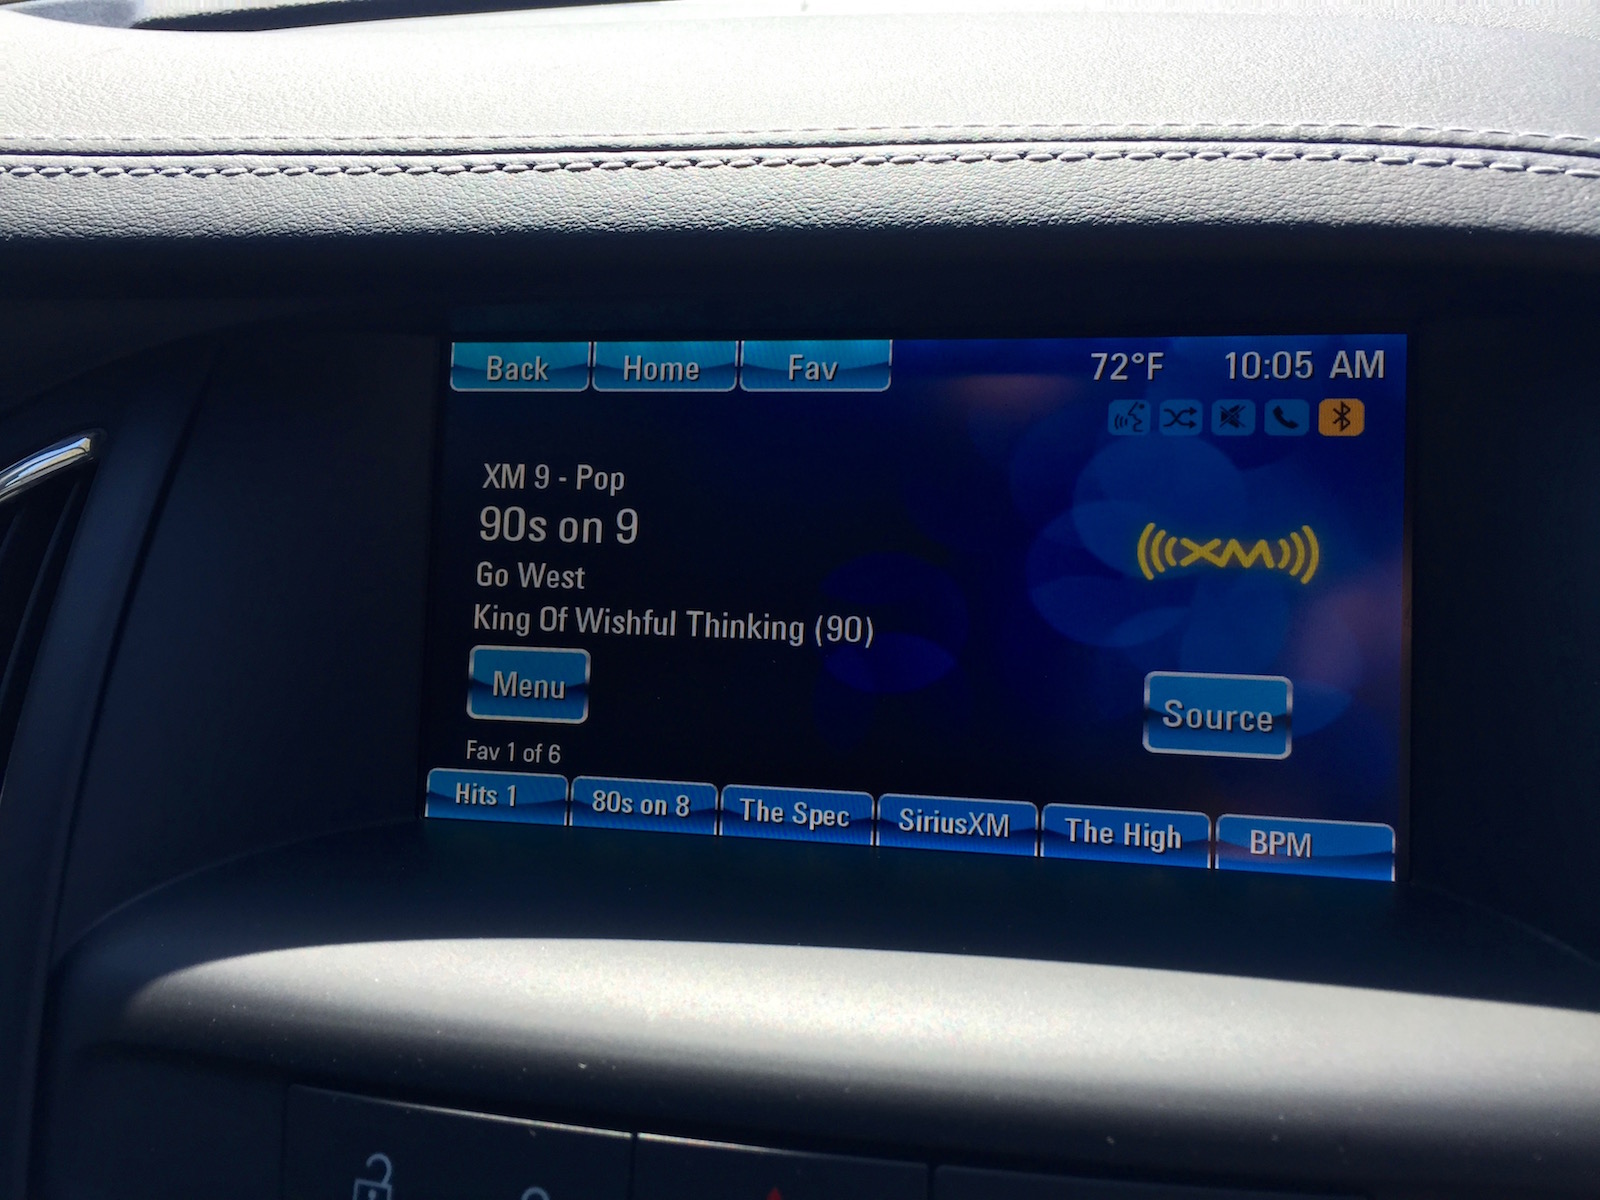 Back Home Fav 72°F 10:05 AM
XM 9 - Pop
90s on 9
Go West
King Of Wishful Thinking (90)
XM
Menu
Source
Fav 1 of 6
Hits 1 80s on 8 The Spec SiriusXM The High BPM